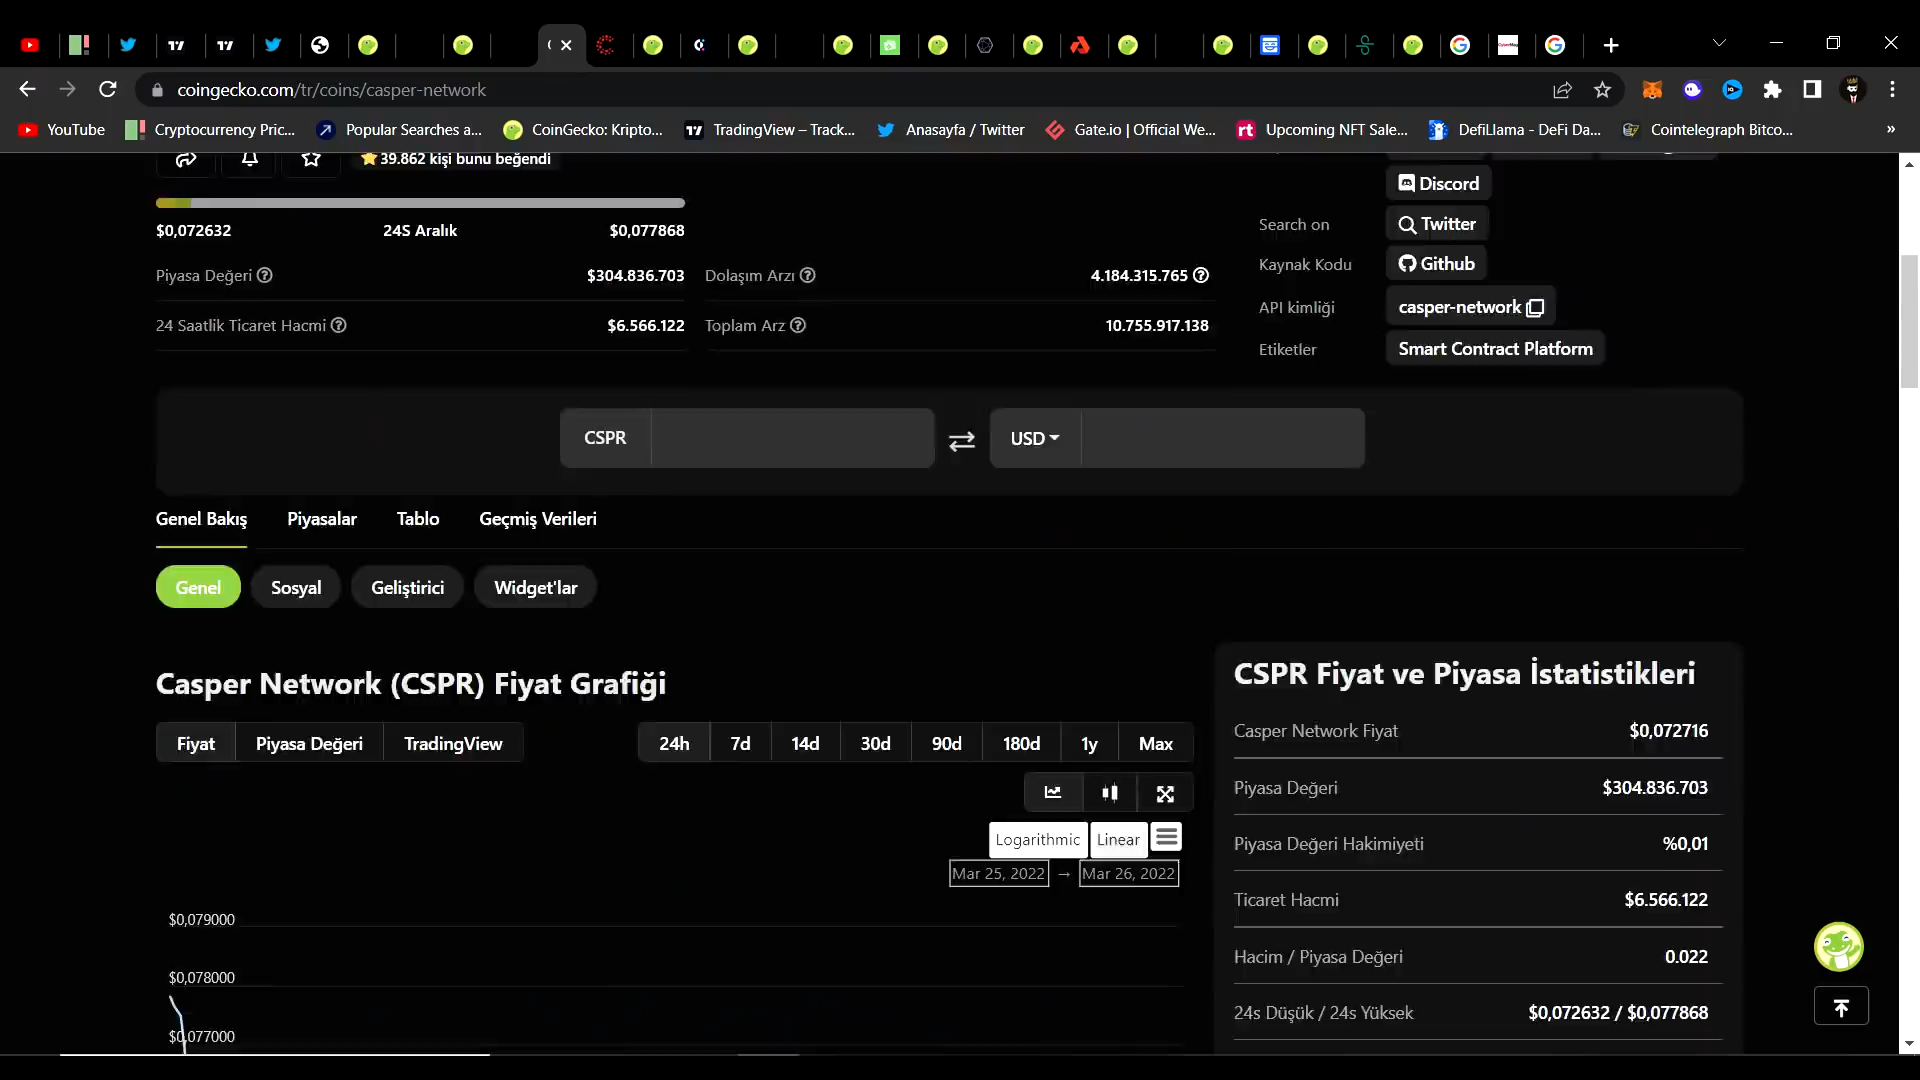 coingecko.com/tr/coins/casper-network
YouTube
Cryptocurrency Pric...
Popular Searches a...
CoinGecko: Kripto...
TradingView – Track...
Anasayfa / Twitter
Gate.io | Official We...
Upcoming NFT Sale...
DefiLlama - DeFi Da...
Cointelegraph Bitco...
»
39.862 kişi bunu beğendi
$0,072632
24S Aralık
$0,077868
Piyasa Değeri
$304.836.703
Dolaşım Arzı
4.184.315.765
24 Saatlik Ticaret Hacmi
$6.566.122
Toplam Arz
10.755.917.138
Discord
Search on
Twitter
Kaynak Kodu
Github
API kimliği
casper-network
Etiketler
Smart Contract Platform
CSPR
USD
Genel Bakış
Piyasalar
Tablo
Geçmiş Verileri
Genel
Sosyal
Geliştirici
Widget'lar
Casper Network (CSPR) Fiyat Grafiği
Fiyat
Piyasa Değeri
TradingView
24h
7d
14d
30d
90d
180d
1y
Max
Logarithmic
Linear
Mar 25, 2022 → Mar 26, 2022
$0,079000
$0,078000
$0,077000
CSPR Fiyat ve Piyasa İstatistikleri
Casper Network Fiyat
$0,072716
Piyasa Değeri
$304.836.703
Piyasa Değeri Hakimiyeti
%0,01
Ticaret Hacmi
$6.566.122
Hacim / Piyasa Değeri
0.022
24s Düşük / 24s Yüksek
$0,072632 / $0,077868